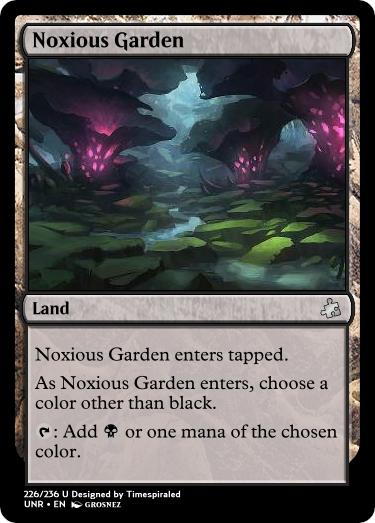 Noxious Garden
Land
Noxious Garden enters tapped.
As Noxious Garden enters, choose a
color other than black.
: Add or one mana of the chosen
color.
226/236 U Designed by Timespiraled
UNR • EN GROSNEZ